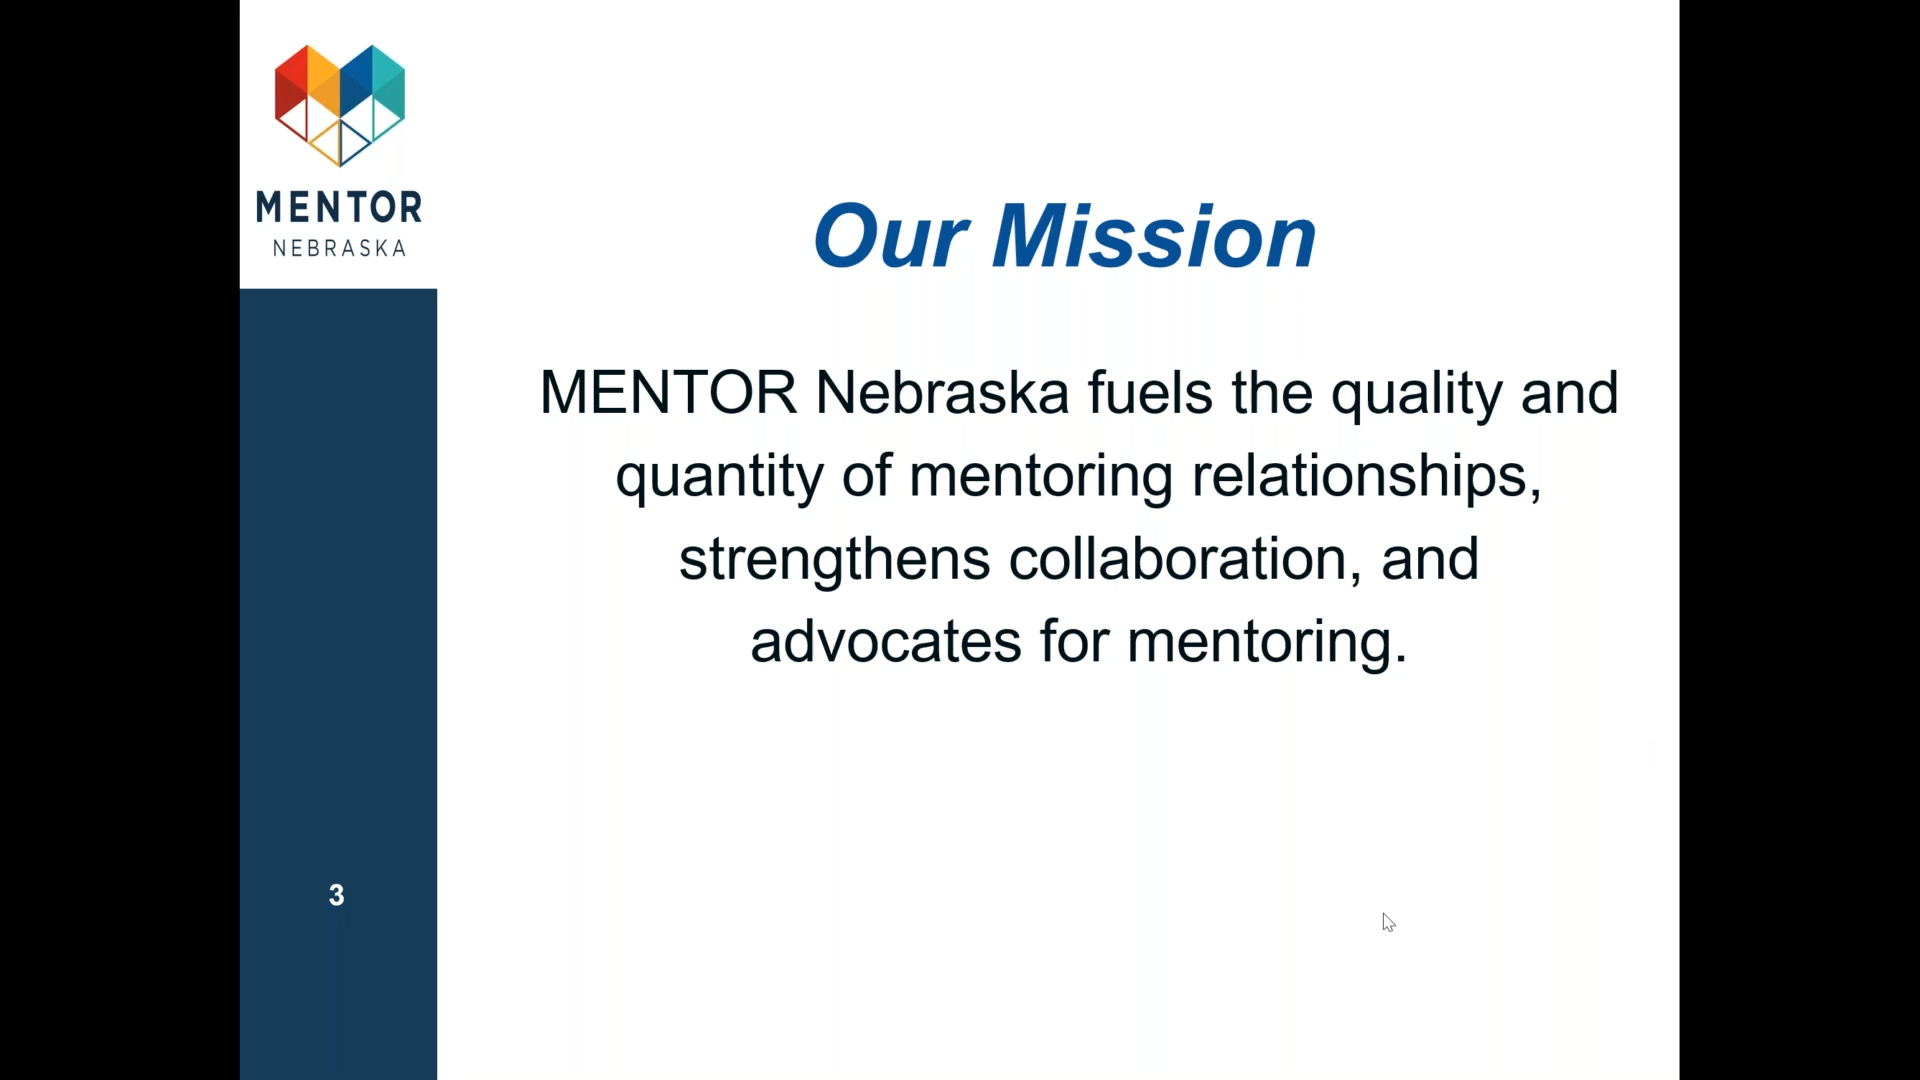 MENTOR
NEBRASKA
Our Mission
MENTOR Nebraska fuels the quality and
quantity of mentoring relationships,
strengthens collaboration, and
advocates for mentoring.
3